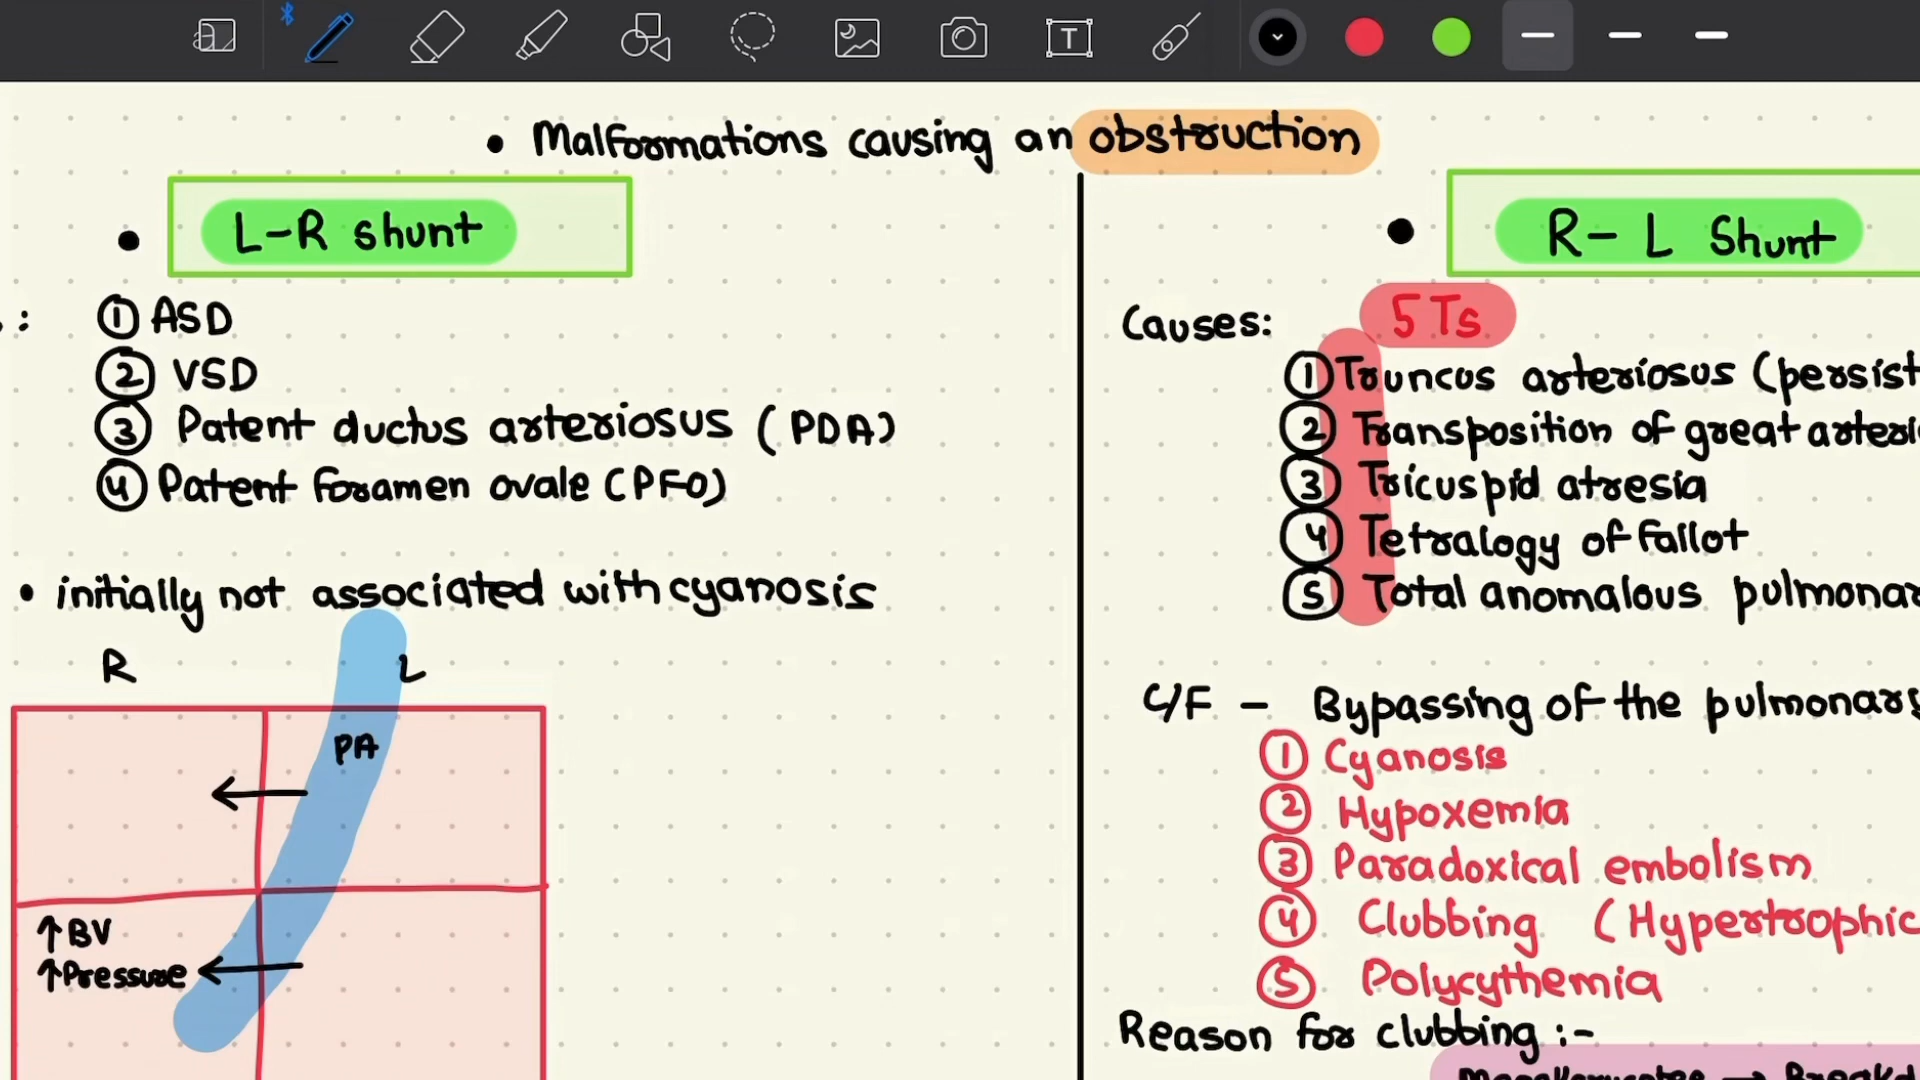 • Malformations causing an obstruction
• L-R shunt
:
① ASD
② VSD
③ Patent ductus arteriosus (PDA)
④ Patent foramen ovale (PFO)
• initially not associated with cyanosis
R L
PA
↑BV
↑Pressure
• R-L Shunt
Causes: 5 Ts
① Truncus arteriosus (persist
② Transposition of great arteri
③ Tricuspid atresia
④ Tetralogy of fallot
⑤ Total anomalous pulmonar
C/F - Bypassing of the pulmonary
① Cyanosis
② Hypoxemia
③ Paradoxical embolism
④ Clubbing (Hypertrophic
⑤ Polycythemia
Reason for clubbing :-